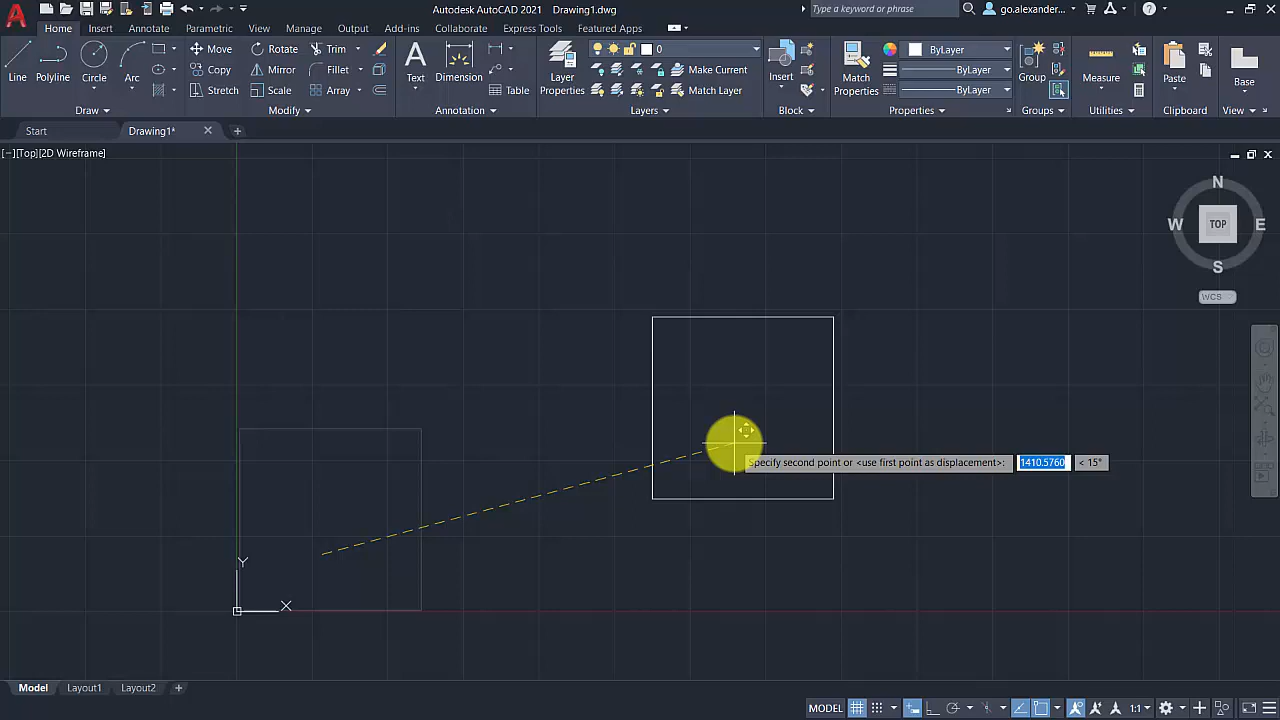 Autodesk AutoCAD 2021 Drawing1.dwg
Type a keyword or phrase
go.alexander...
Home Insert Annotate Parametric View Manage Output Add-ins Collaborate Express Tools Featured Apps
Line Polyline Circle Arc
Move Rotate Trim
Copy Mirror Fillet
Stretch Scale Array
Text Dimension Table
Layer Properties
0
Make Current
Match Layer
Insert
Match Properties
ByLayer
ByLayer
ByLayer
Group
Measure
Paste
Base
Draw Modify Annotation Layers Block Properties Groups Utilities Clipboard View
Start Drawing1*
[−][Top][2D Wireframe]
N
W TOP E
S
WCS
Specify second point or <use first point as displacement>: 1410.5760 < 15°
Y
X
Model Layout1 Layout2
MODEL 1:1